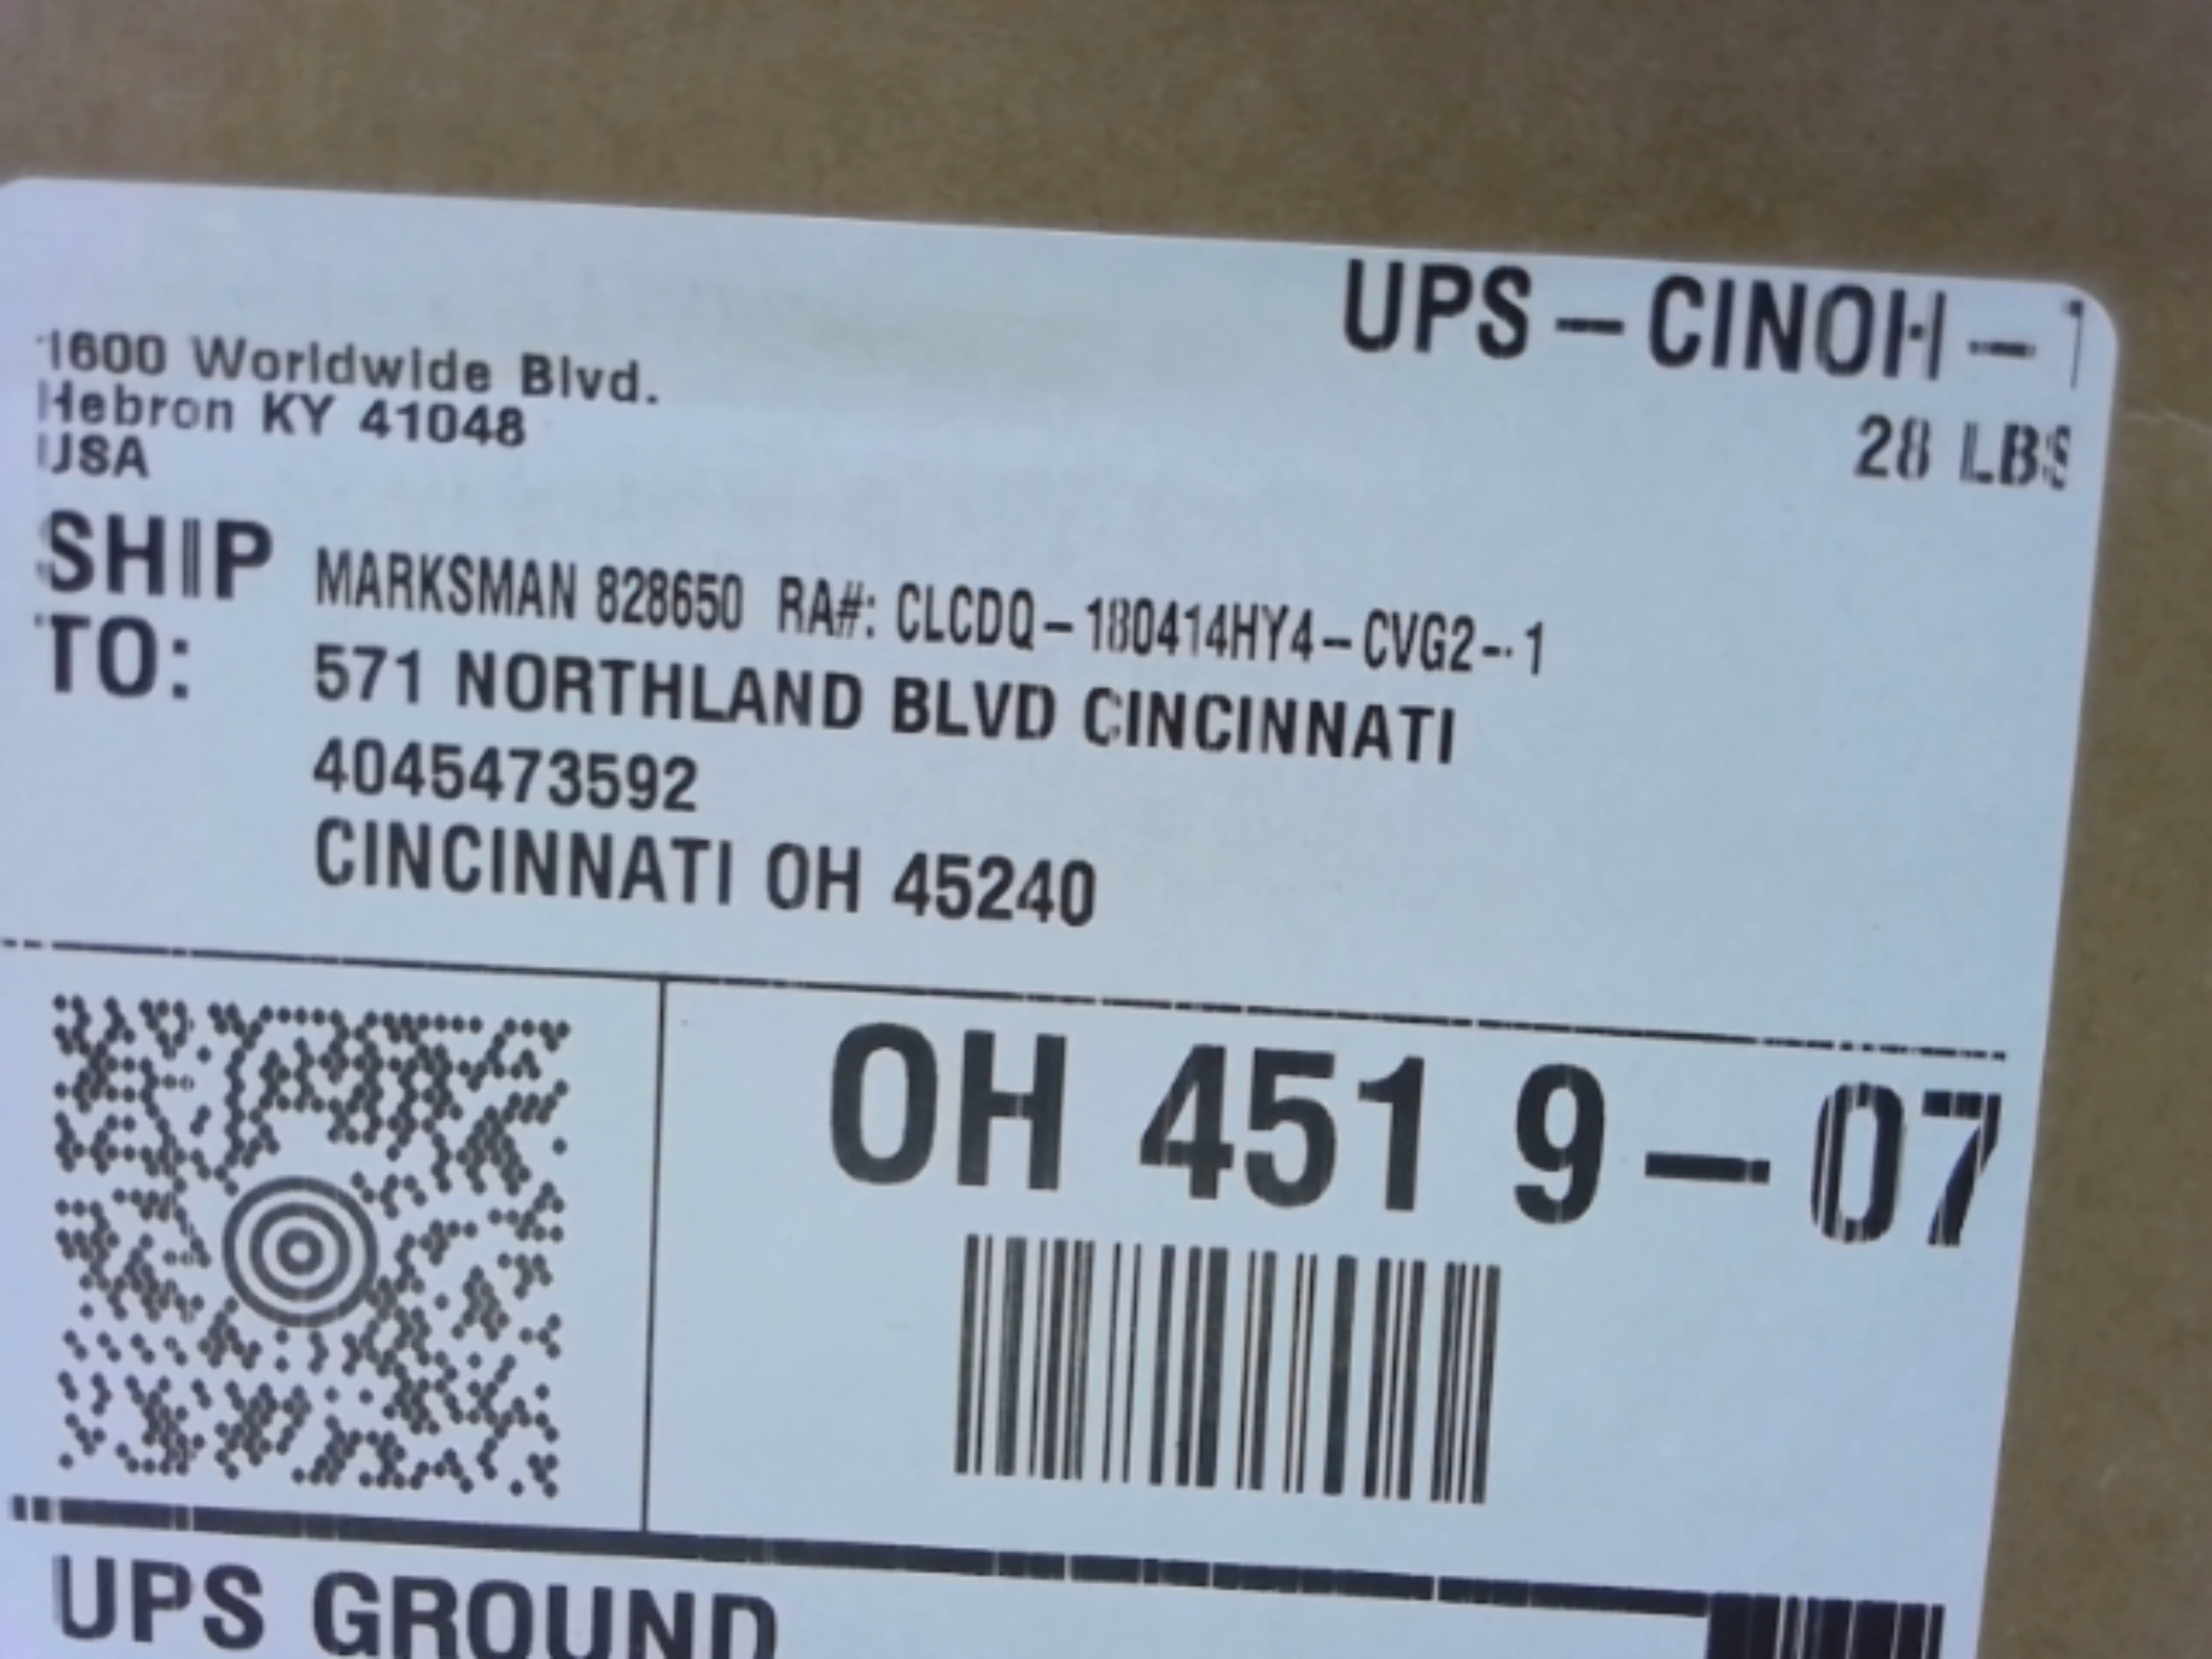 UPS-CINOH-1
28 LBS
1600 Worldwide Blvd.
Hebron KY 41048
USA
SHIP TO:
MARKSMAN 828650 RA#: CLCDQ-180414HY4-CVG2-1
571 NORTHLAND BLVD CINCINNATI
4045473592
CINCINNATI OH 45240
OH 451 9-07
UPS GROUND